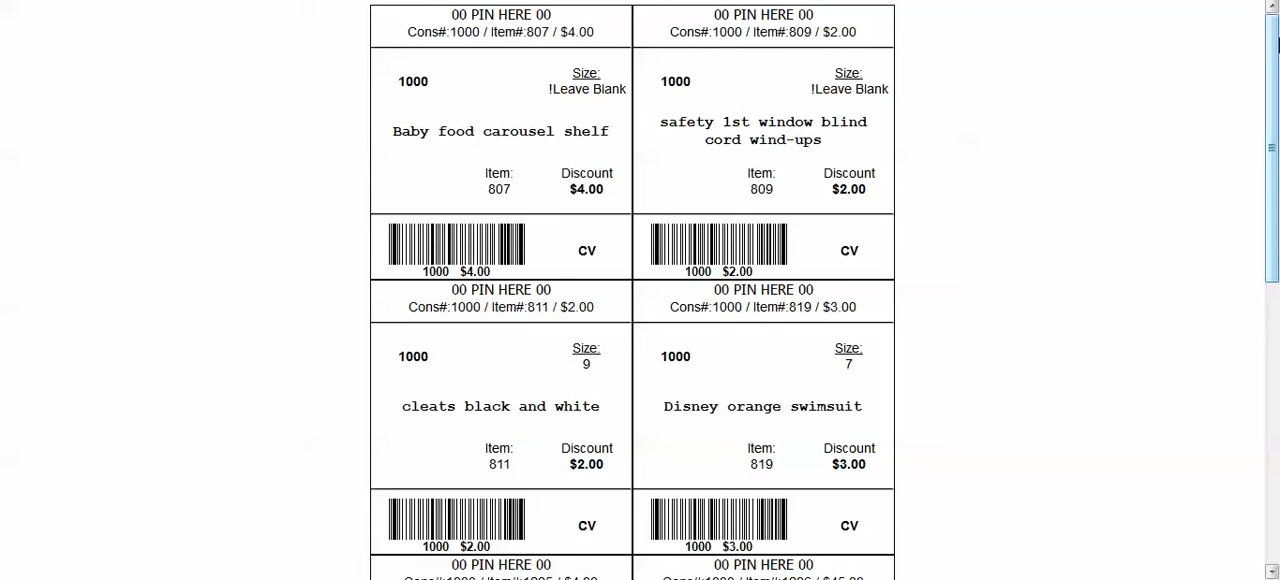 00 PIN HERE 00
Cons#:1000 / Item#:807 / $4.00
1000
Size:
!Leave Blank
Baby food carousel shelf
Item:
807
Discount
$4.00
CV
1000 $4.00
00 PIN HERE 00
Cons#:1000 / Item#:809 / $2.00
1000
Size:
!Leave Blank
safety 1st window blind
cord wind-ups
Item:
809
Discount
$2.00
CV
1000 $2.00
00 PIN HERE 00
Cons#:1000 / Item#:811 / $2.00
1000
Size:
9
cleats black and white
Item:
811
Discount
$2.00
CV
1000 $2.00
00 PIN HERE 00
Cons#:1000 / Item#:819 / $3.00
1000
Size:
7
Disney orange swimsuit
Item:
819
Discount
$3.00
CV
1000 $3.00
00 PIN HERE 00
00 PIN HERE 00